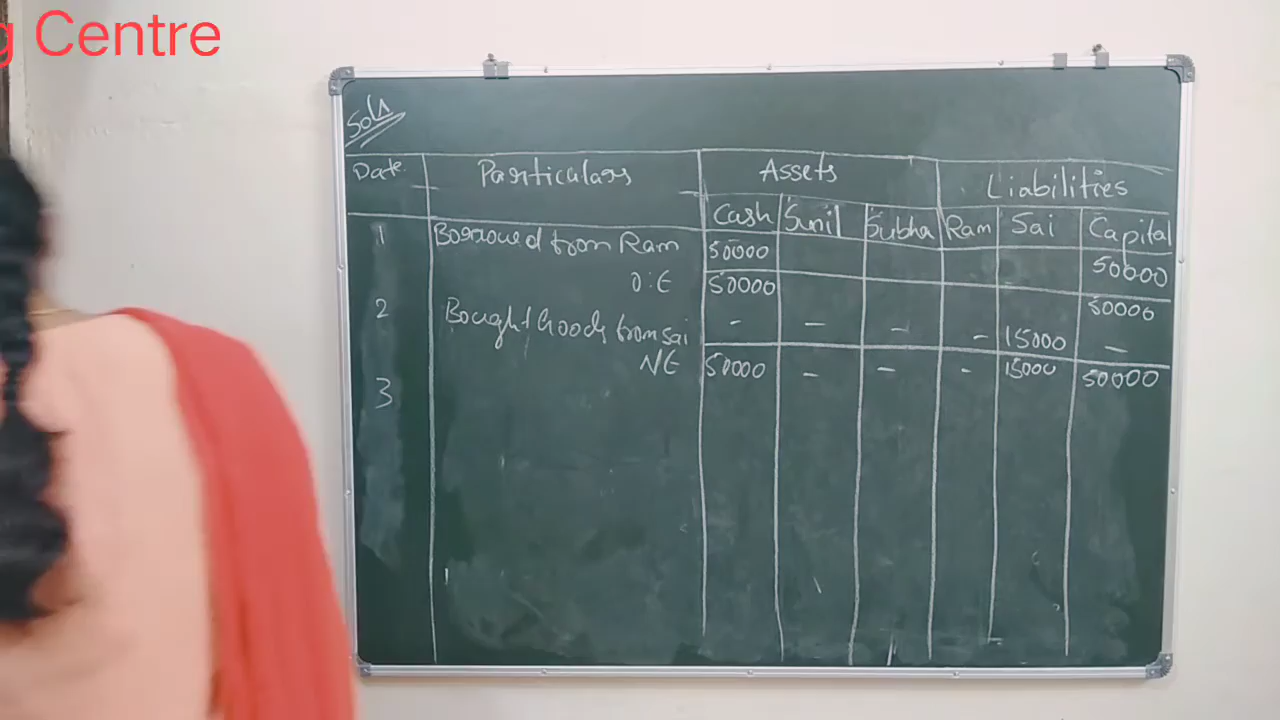 g Centre
Soln
Date Particulars Assets Liabilities
Cash Sunil Subha Ram Sai Capital
1 Borrowed from Ram 50000 50000
O:E 50000 50000
2 Bought Goods from sai - - - - 15000 -
NE 50000 - - - 15000 50000
3